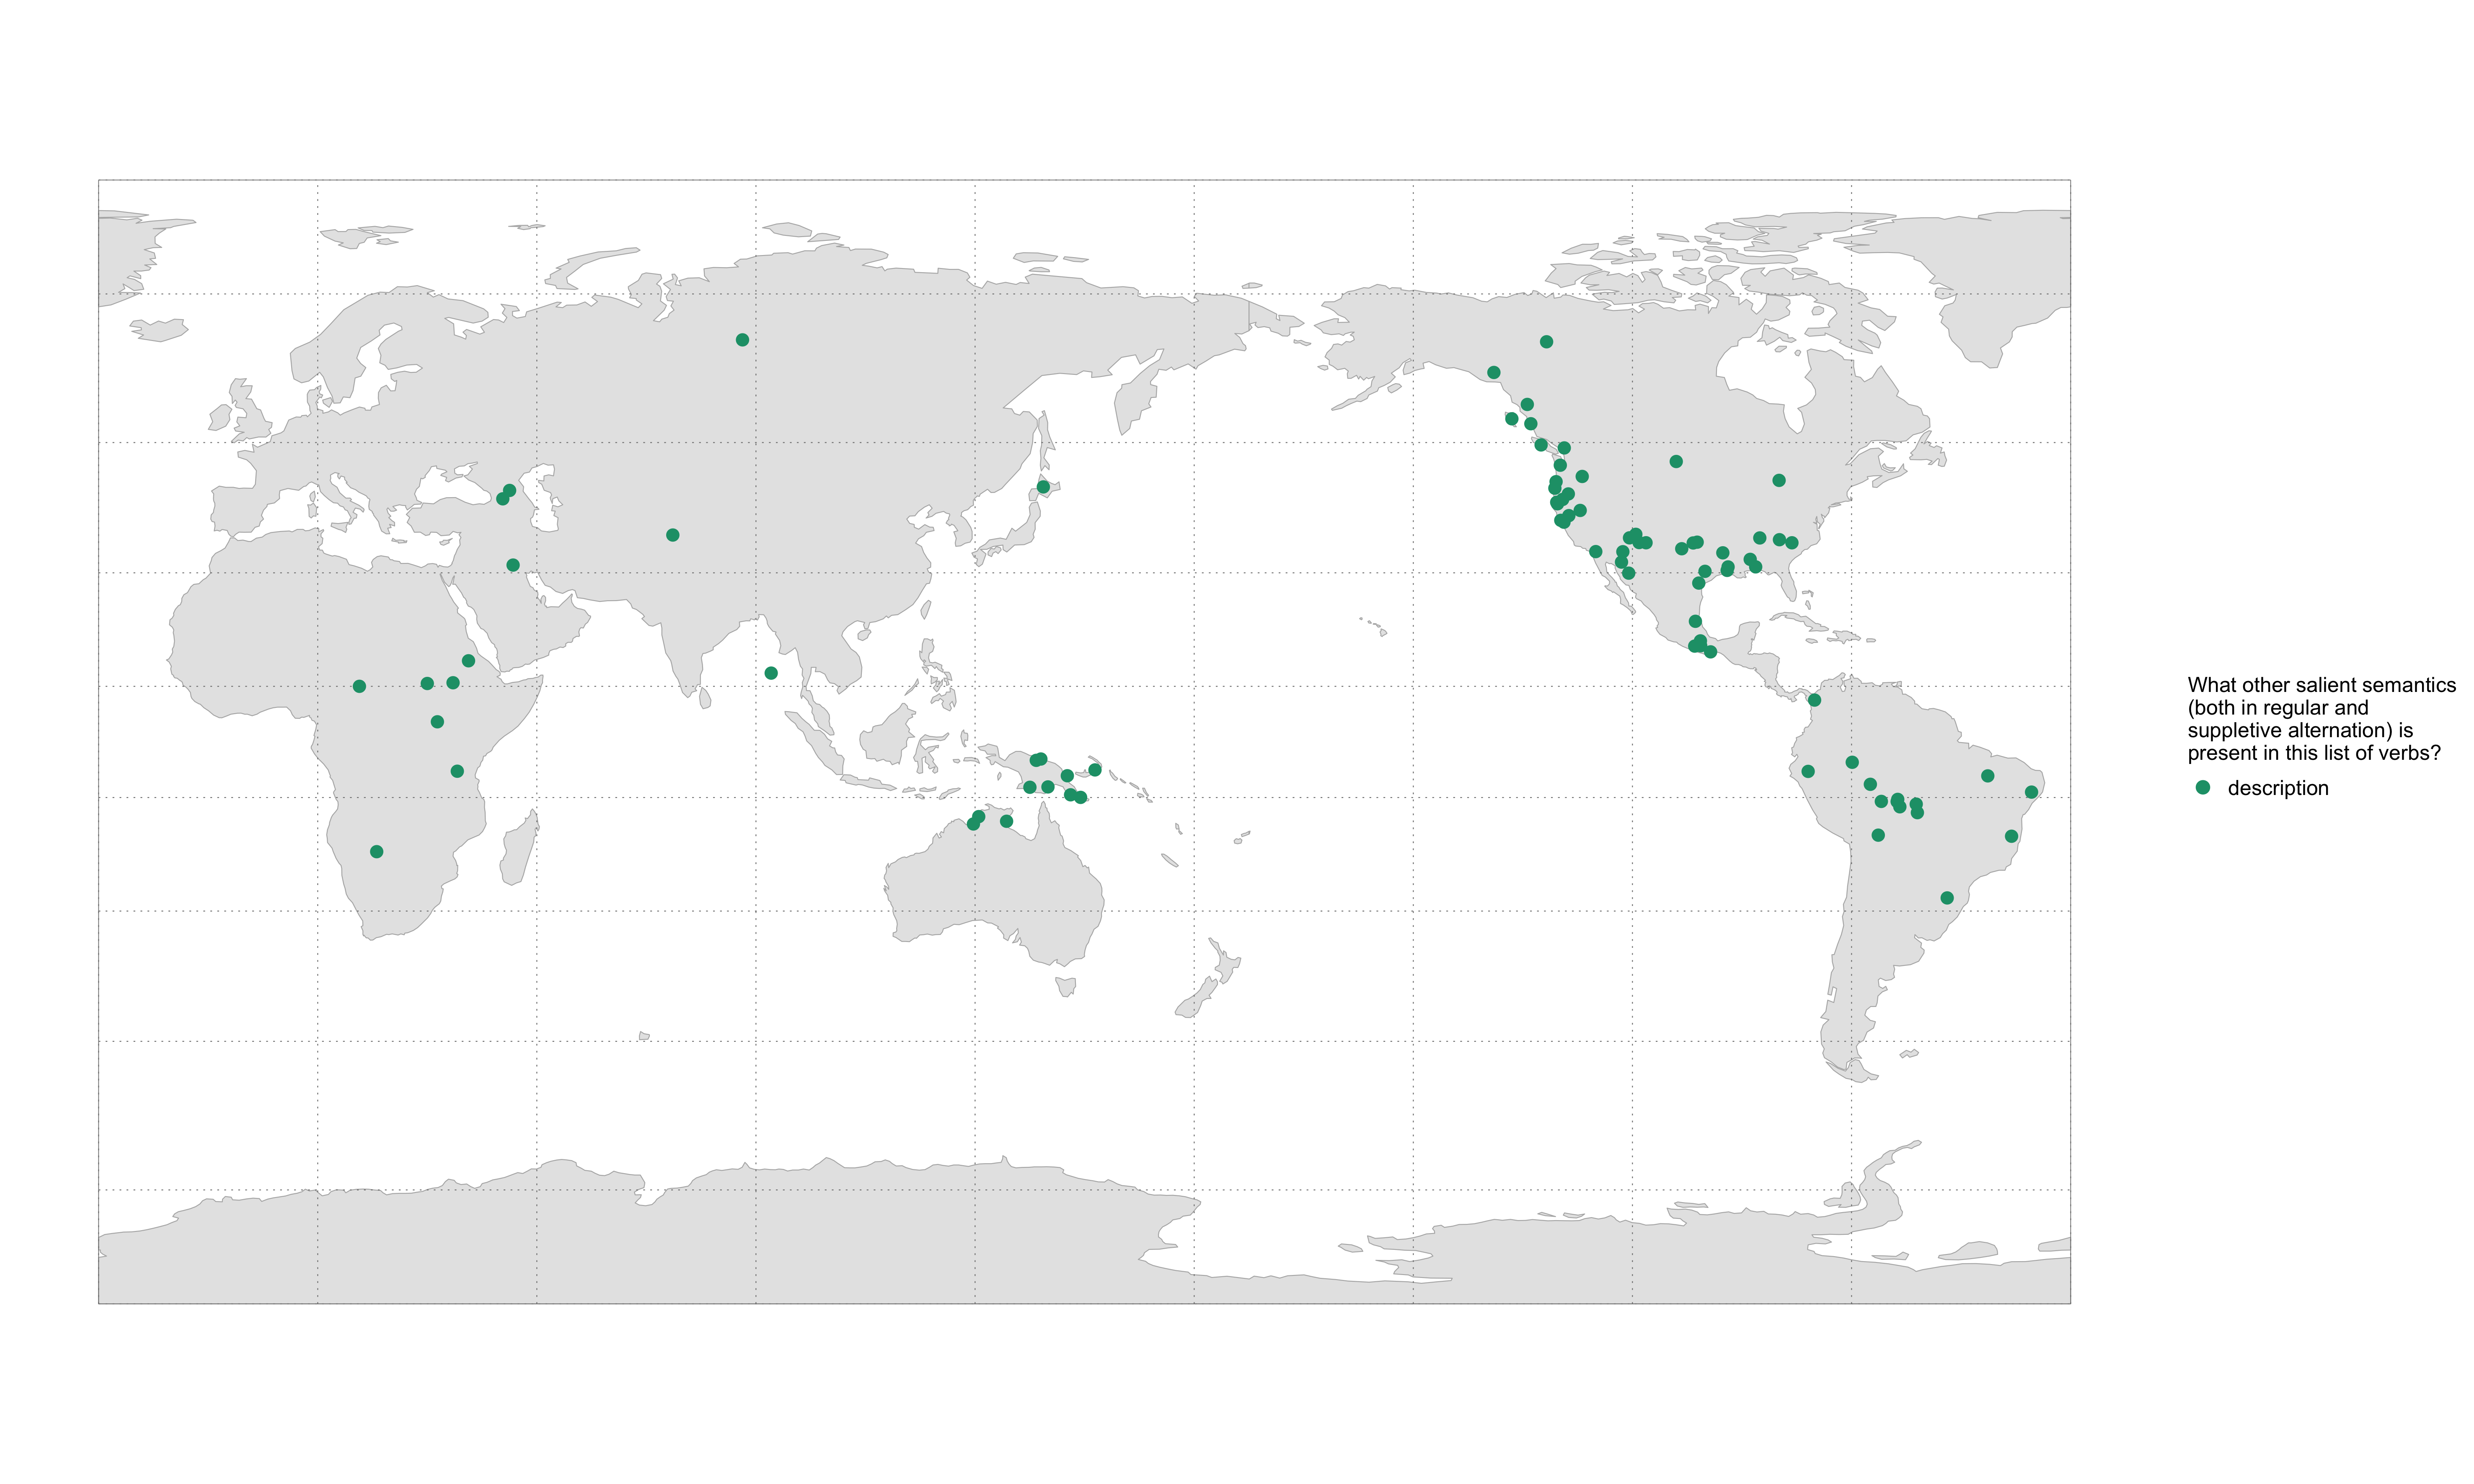 What other salient semantics
(both in regular and
suppletive alternation) is
present in this list of verbs?
description